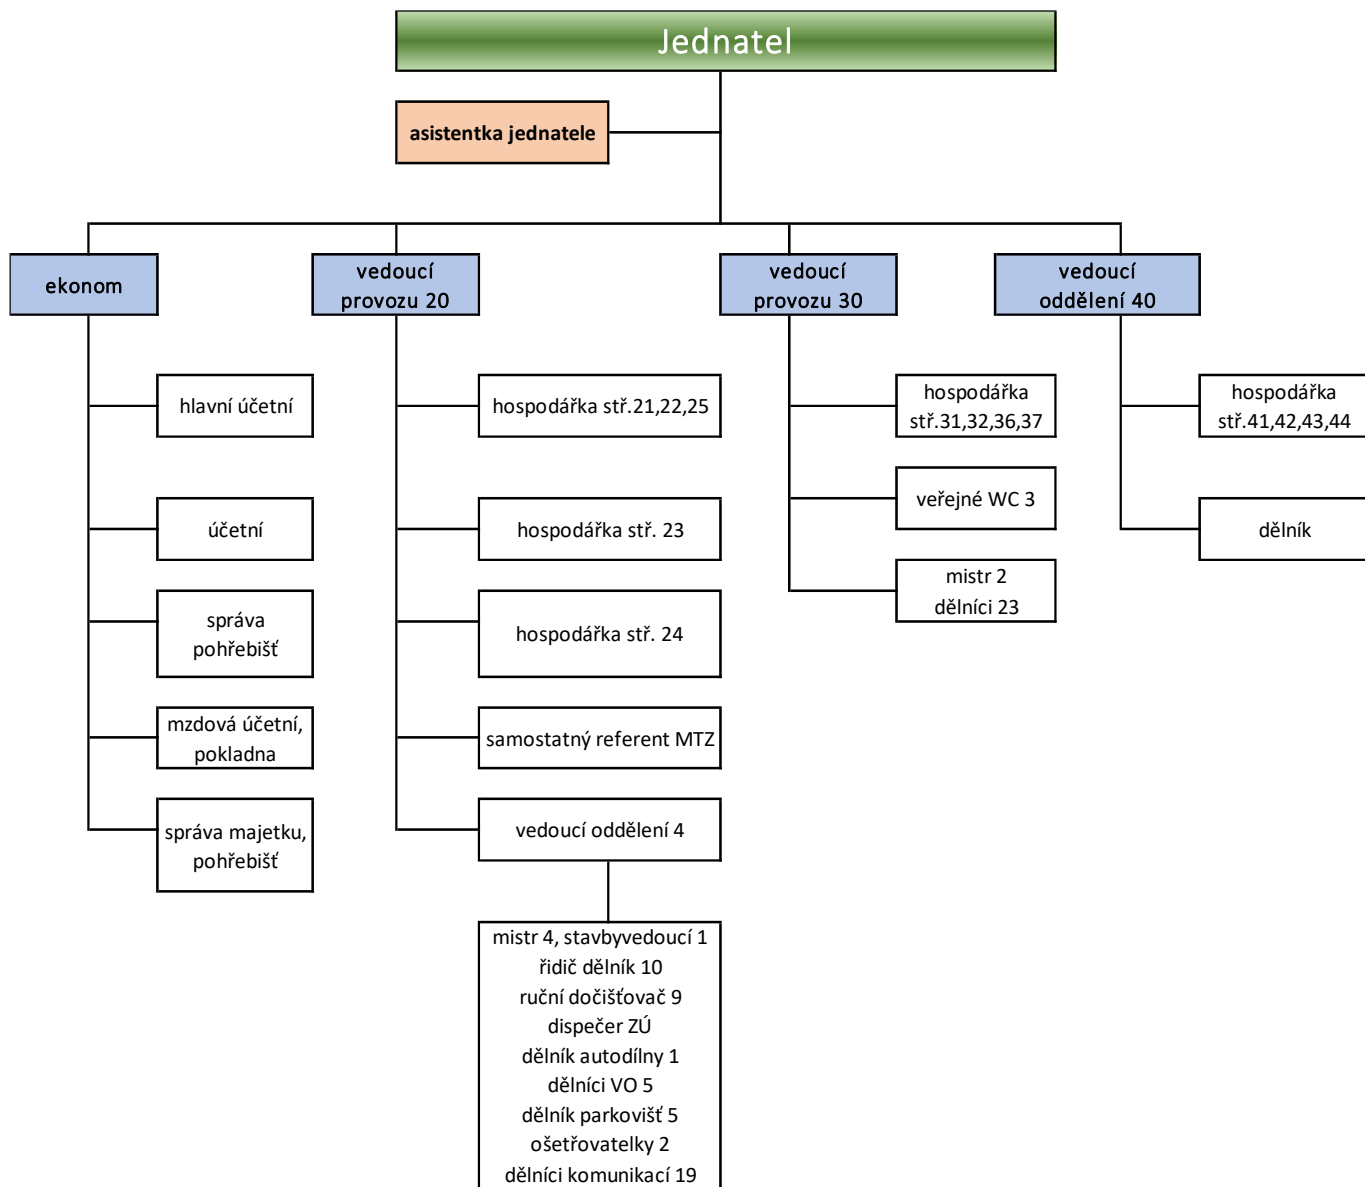 Jednatel
asistentka jednatele
ekonom
vedoucí
provozu 20
vedoucí
provozu 30
vedoucí
oddělení 40
hlavní účetní
účetní
správa
pohřebišť
mzdová účetní,
pokladna
správa majetku,
pohřebišť
hospodářka stř.21,22,25
hospodářka stř. 23
hospodářka stř. 24
samostatný referent MTZ
vedoucí oddělení 4
mistr 4, stavbyvedoucí 1
řidič dělník 10
ruční dočišťovač 9
dispečer ZÚ
dělník autodílny 1
dělníci VO 5
dělník parkovišť 5
ošetřovatelky 2
dělníci komunikací 19
hospodářka
stř.31,32,36,37
veřejné WC 3
mistr 2
dělníci 23
hospodářka
stř.41,42,43,44
dělník